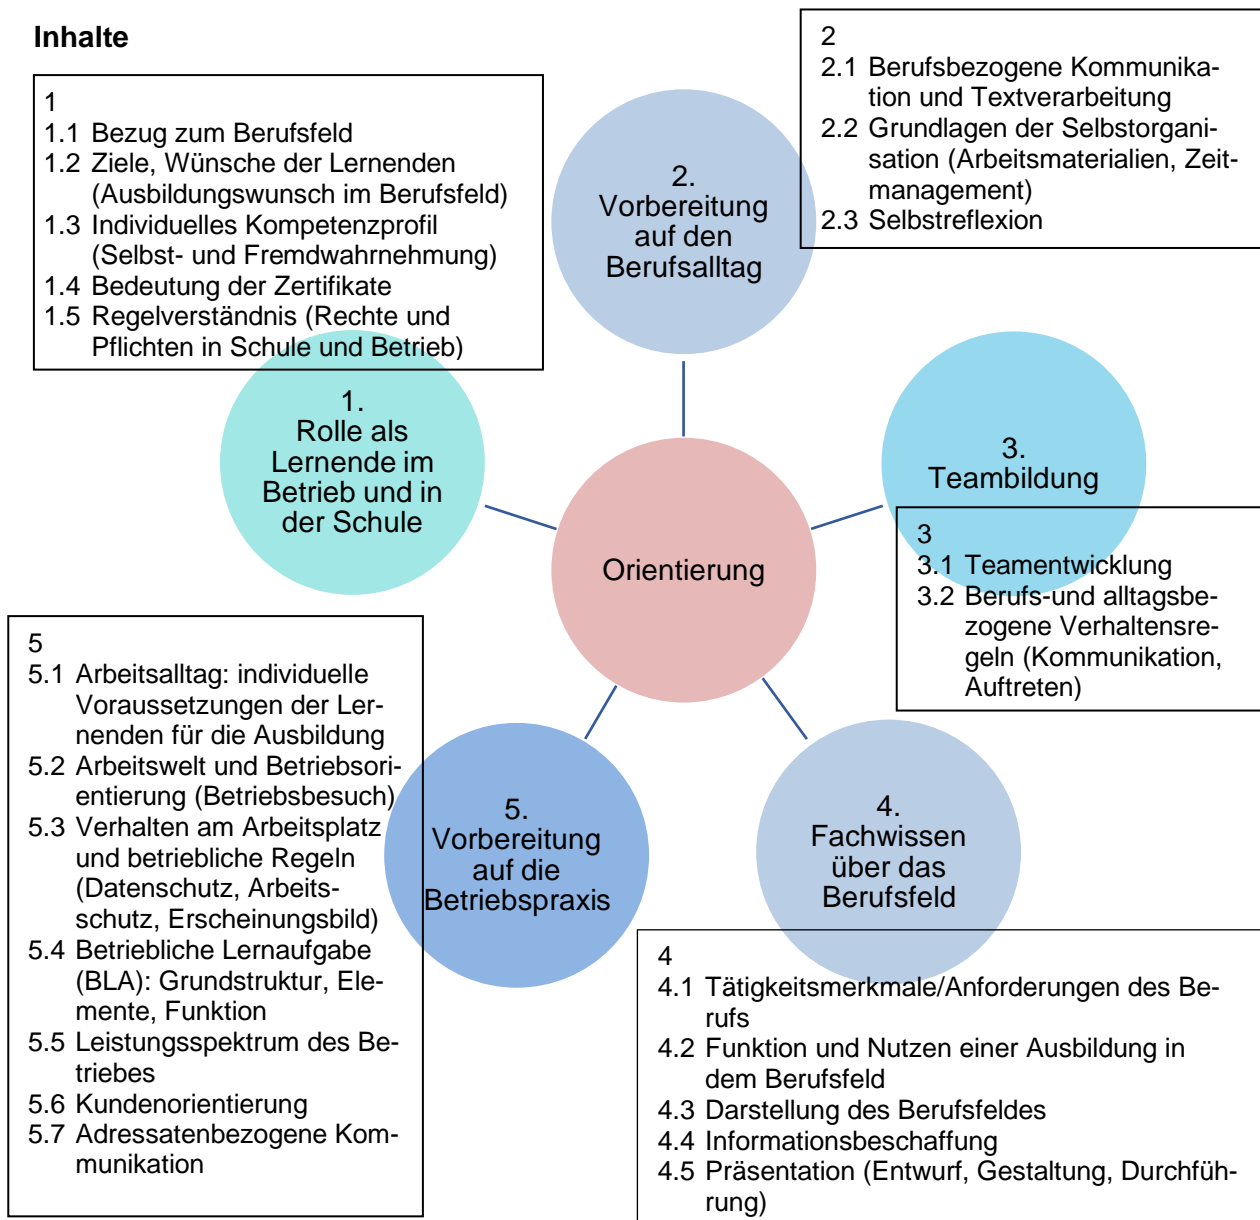 Inhalte
1
1.1 Bezug zum Berufsfeld
1.2 Ziele, Wünsche der Lernenden
(Ausbildungswunsch im Berufsfeld)
1.3 Individuelles Kompetenzprofil
(Selbst- und Fremdwahrnehmung)
1.4 Bedeutung der Zertifikate
1.5 Regelverständnis (Rechte und
Pflichten in Schule und Betrieb)
1.
Rolle als
Lernende im
Betrieb und in
der Schule
2.
Vorbereitung
auf den
Berufsalltag
2
2.1 Berufsbezogene Kommunika-
tion und Textverarbeitung
2.2 Grundlagen der Selbstorgani-
sation (Arbeitsmaterialien, Zeit-
management)
2.3 Selbstreflexion
3.
Teambildung
3
3.1 Teamentwicklung
3.2 Berufs-und alltagsbe-
zogene Verhaltensre-
geln (Kommunikation,
Auftreten)
Orientierung
5
5.1 Arbeitsalltag: individuelle
Voraussetzungen der Ler-
nenden für die Ausbildung
5.2 Arbeitswelt und Betriebsori-
entierung (Betriebsbesuch)
5.3 Verhalten am Arbeitsplatz
und betriebliche Regeln
(Datenschutz, Arbeits-
schutz, Erscheinungsbild)
5.4 Betriebliche Lernaufgabe
(BLA): Grundstruktur, Ele-
mente, Funktion
5.5 Leistungsspektrum des Be-
triebes
5.6 Kundenorientierung
5.7 Adressatenbezogene Kom-
munikation
5.
Vorbereitung
auf die
Betriebspraxis
4.
Fachwissen
über das
Berufsfeld
4
4.1 Tätigkeitsmerkmale/Anforderungen des Be-
rufs
4.2 Funktion und Nutzen einer Ausbildung in
dem Berufsfeld
4.3 Darstellung des Berufsfeldes
4.4 Informationsbeschaffung
4.5 Präsentation (Entwurf, Gestaltung, Durchfüh-
rung)